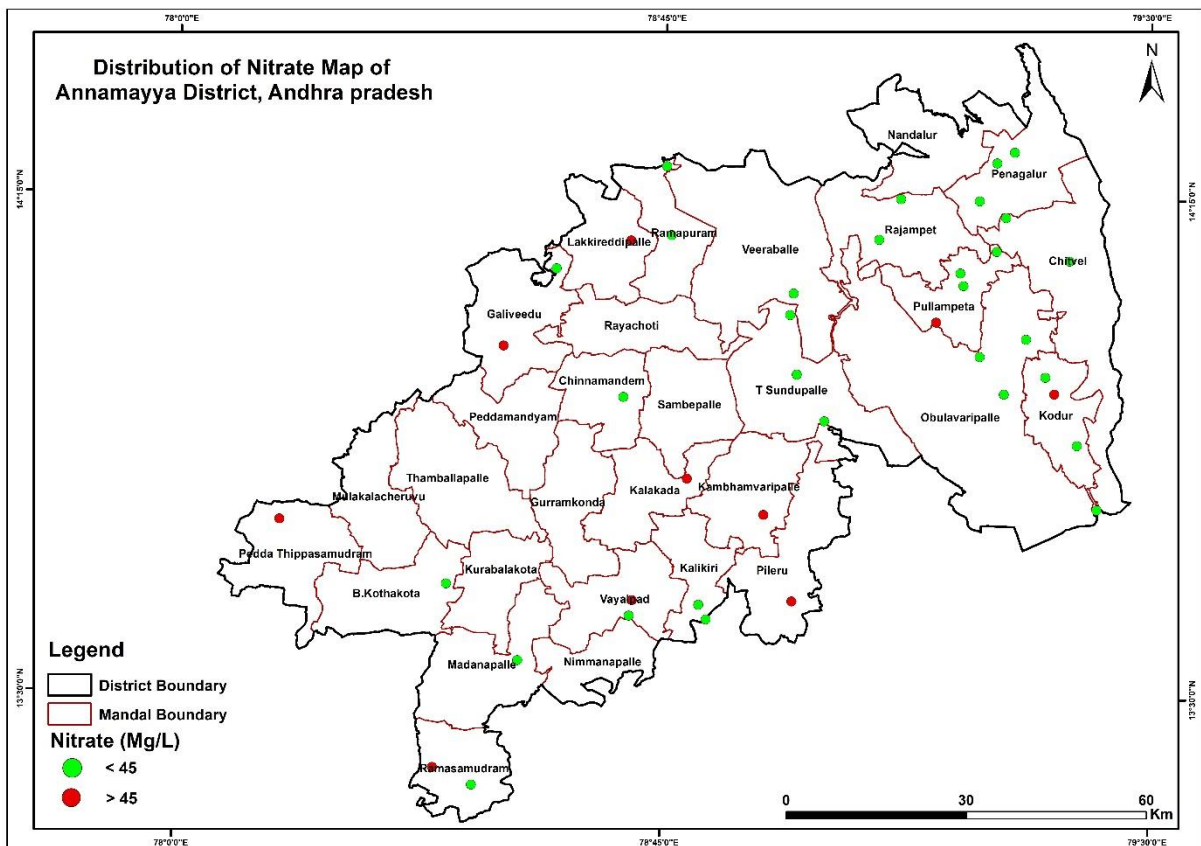 78°0'0"E
78°45'0"E
79°30'0"E
Distribution of Nitrate Map of
Annamayya District, Andhra pradesh
N
Nandalur
Penagalur
14°15'0"N
14°15'0"N
Rajampet
Ramapuram
Lakkireddipalle
Veeraballe
Chitvel
Pullampeta
Galiveedu
Rayachoti
Chinnamandem
T Sundupalle
Sambepalle
Peddamandyam
Obulavaripalle
Kodur
Thamballapalle
Kambhamvaripalle
Mulakalacheruvu
Gurramkonda
Kalakada
Pedda Thippasamudram
Kurabalakota
Kalikiri
Pileru
B.Kothakota
Vayalpad
Madanapalle
Nimmanapalle
Legend
District Boundary
13°30'0"N
13°30'0"N
Mandal Boundary
Nitrate (Mg/L)
< 45
> 45
Ramasamudram
0
30
60
Km
78°0'0"E
78°45'0"E
79°30'0"E